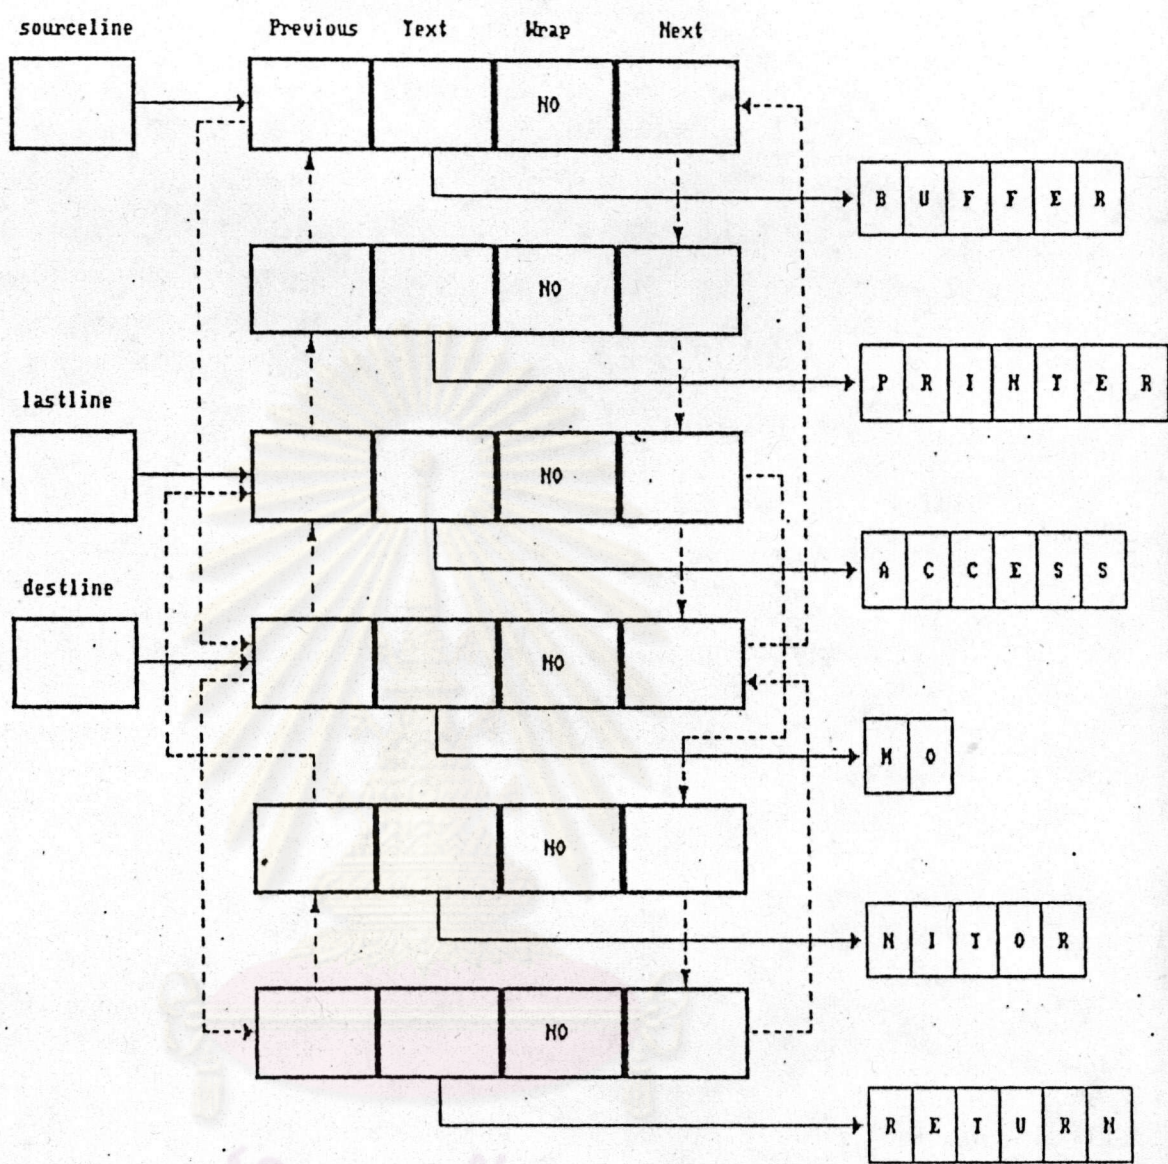 sourceline Previous Text Wrap Next
NO
B U F F E R
NO
P R I N T E R
lastline
NO
A C C E S S
destline
NO
M O
NO
N I T O R
NO
R E T U R N